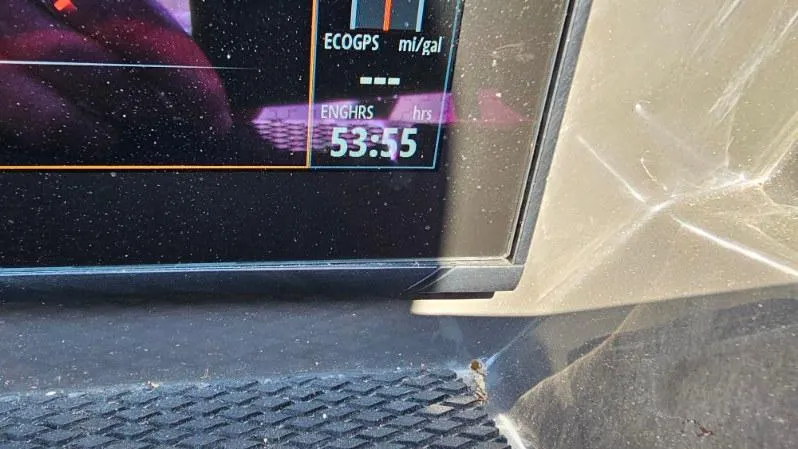 ECOGPS mi/gal
---
ENGHRS hrs
53:55